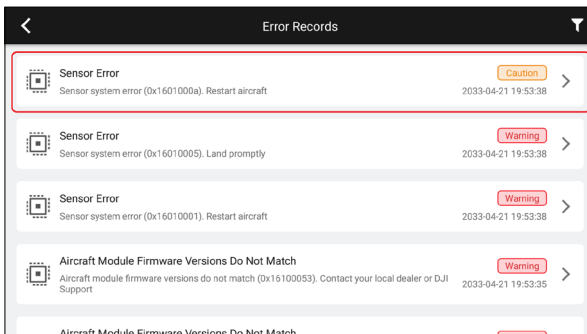 Error Records
Sensor Error
Caution
Sensor system error (0x1601000a). Restart aircraft
2033-04-21 19:53:38
Sensor Error
Warning
Sensor system error (0x16010005). Land promptly
2033-04-21 19:53:38
Sensor Error
Warning
Sensor system error (0x16010001). Restart aircraft
2033-04-21 19:53:38
Aircraft Module Firmware Versions Do Not Match
Warning
Aircraft module firmware versions do not match (0x16100053). Contact your local dealer or DJI
Support
2033-04-21 19:53:35
Aircraft Module Firmware Versions Do Not Match